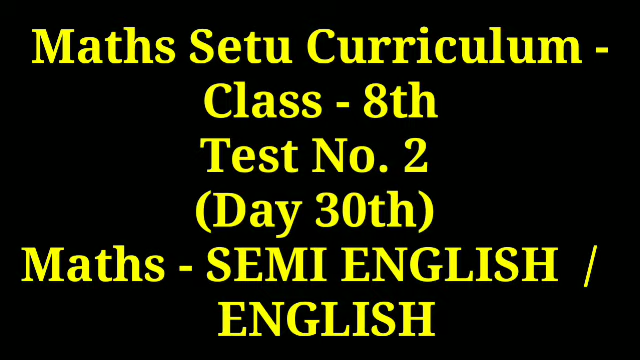 Maths Setu Curriculum -
Class - 8th
Test No. 2
(Day 30th)
Maths - SEMI ENGLISH /
ENGLISH